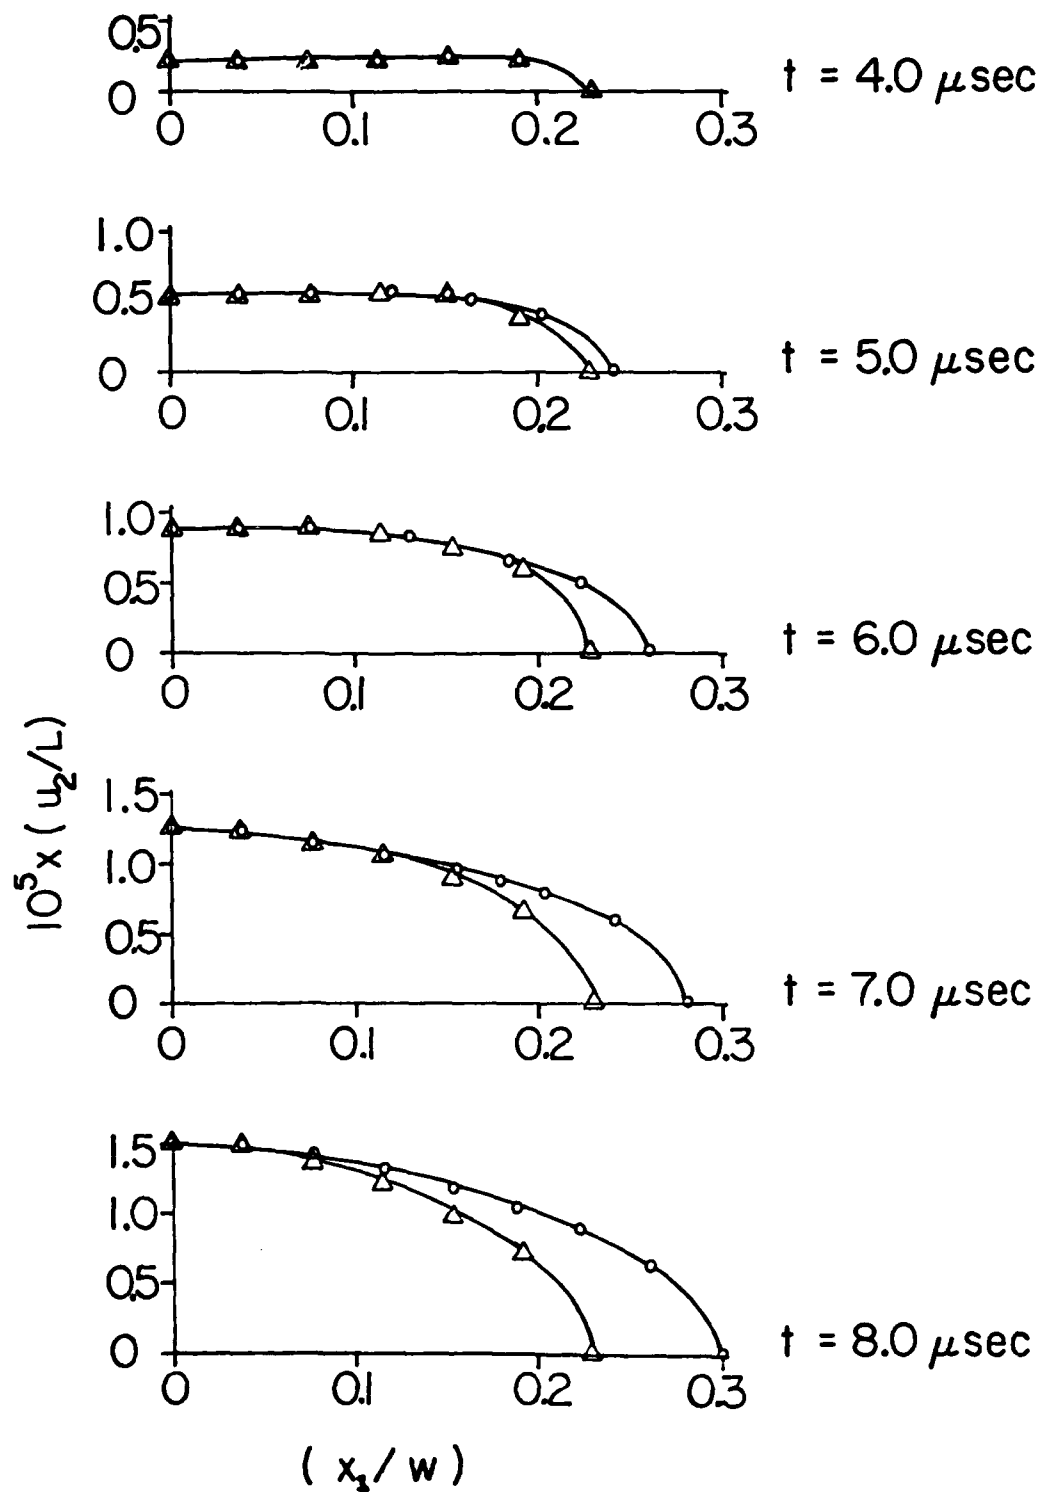 0.5
0
0 0.1 0.2 0.3
t = 4.0 μsec
1.0
0.5
0
0 0.1 0.2 0.3
t = 5.0 μsec
1.0
0.5
0
0 0.1 0.2 0.3
t = 6.0 μsec
10⁵x ( u₂/L)
1.5
1.0
0.5
0
0 0.1 0.2 0.3
t = 7.0 μsec
1.5
1.0
0.5
0
0 0.1 0.2 0.3
t = 8.0 μsec
( x₁/ w )